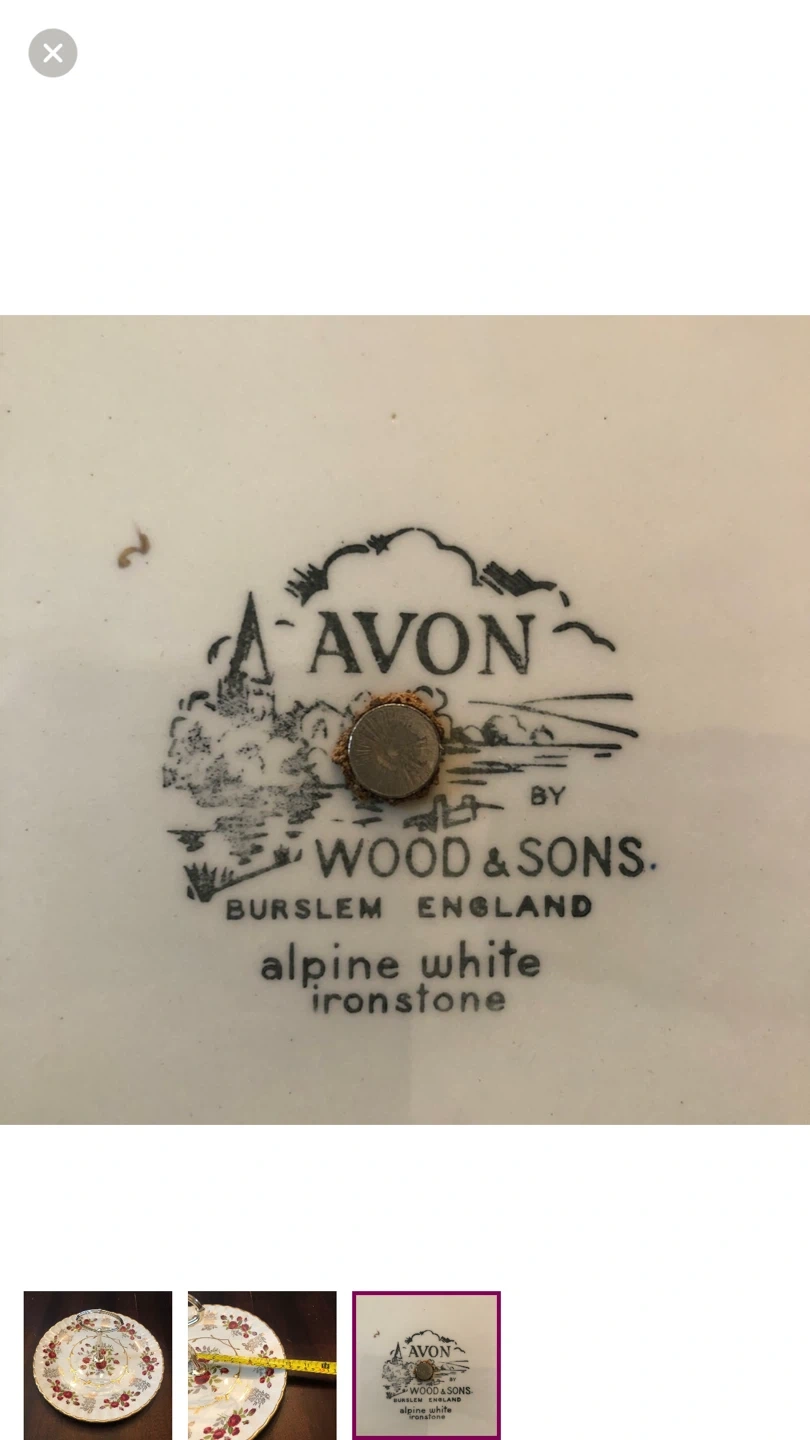 AVON
BY
WOOD & SONS.
BURSLEM ENGLAND
alpine white
ironstone